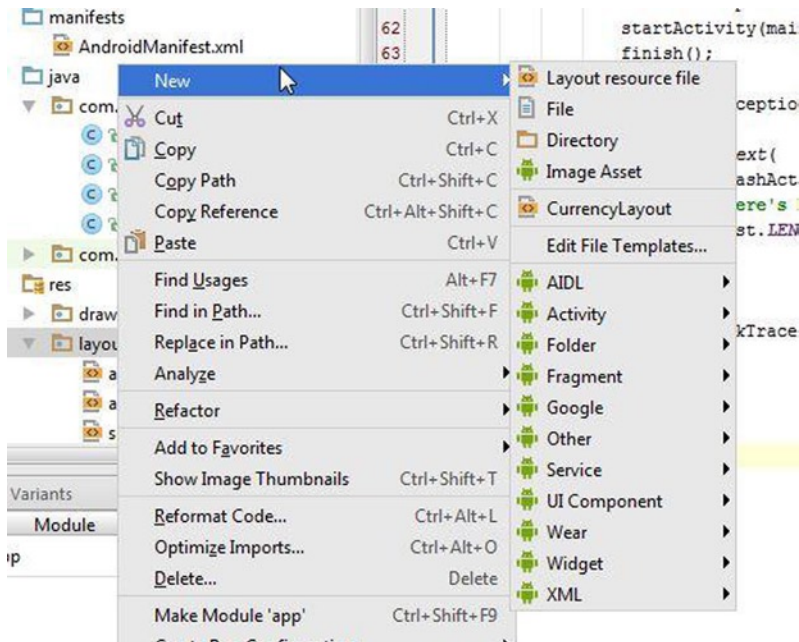 manifests
AndroidManifest.xml
java
com.
com.
res
draw
layou
a
a
s
Variants
Module
62
63
startActivity(mai
finish();
ceptio
ext(
ashAct
ere's
st.LEN
kTrace
New
Cut Ctrl+X
Copy Ctrl+C
Copy Path Ctrl+Shift+C
Copy Reference Ctrl+Alt+Shift+C
Paste Ctrl+V
Find Usages Alt+F7
Find in Path... Ctrl+Shift+F
Replace in Path... Ctrl+Shift+R
Analyze
Refactor
Add to Favorites
Show Image Thumbnails Ctrl+Shift+T
Reformat Code... Ctrl+Alt+L
Optimize Imports... Ctrl+Alt+O
Delete... Delete
Make Module 'app' Ctrl+Shift+F9
Layout resource file
File
Directory
Image Asset
CurrencyLayout
Edit File Templates...
AIDL
Activity
Folder
Fragment
Google
Other
Service
UI Component
Wear
Widget
XML